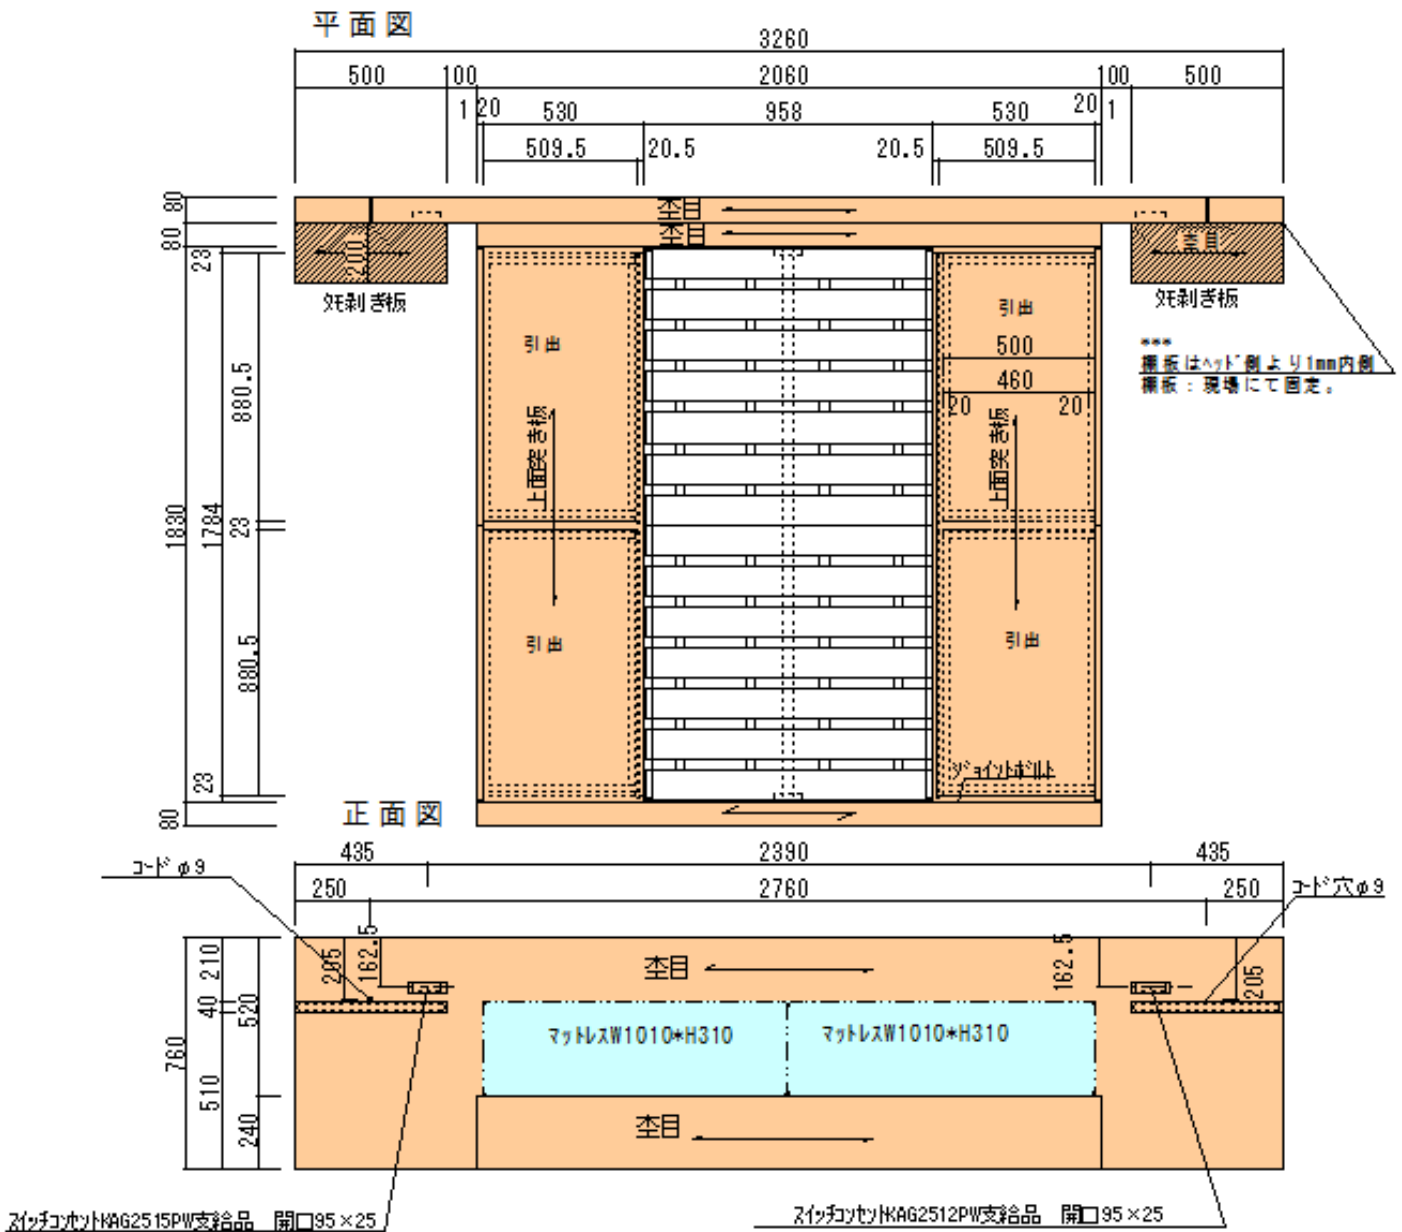 平面図
3260
500
100
2060
100
500
1
20
530
958
530
20
1
509.5
20.5
20.5
509.5
80
80
23
880.5
1830
1784
23
880.5
23
80
杢目
杢目
200
杢目
タモ剥ぎ板
タモ剥ぎ板
引出
引出
500
460
20
20
***
棚板はヘッド側より1mm内側
棚板：現場にて固定。
上面突き板
上面突き板
引出
引出
ジョイントボルト
正面図
435
2390
435
コードφ9
250
2760
250
コード穴φ9
210
40
520
760
510
240
205
162.5
杢目
162.5
205
マットレスW1010*H310
マットレスW1010*H310
杢目
スイッチコンセントKAG2515PW支給品 開口95×25
スイッチコンセントKAG2512PW支給品 開口95×25